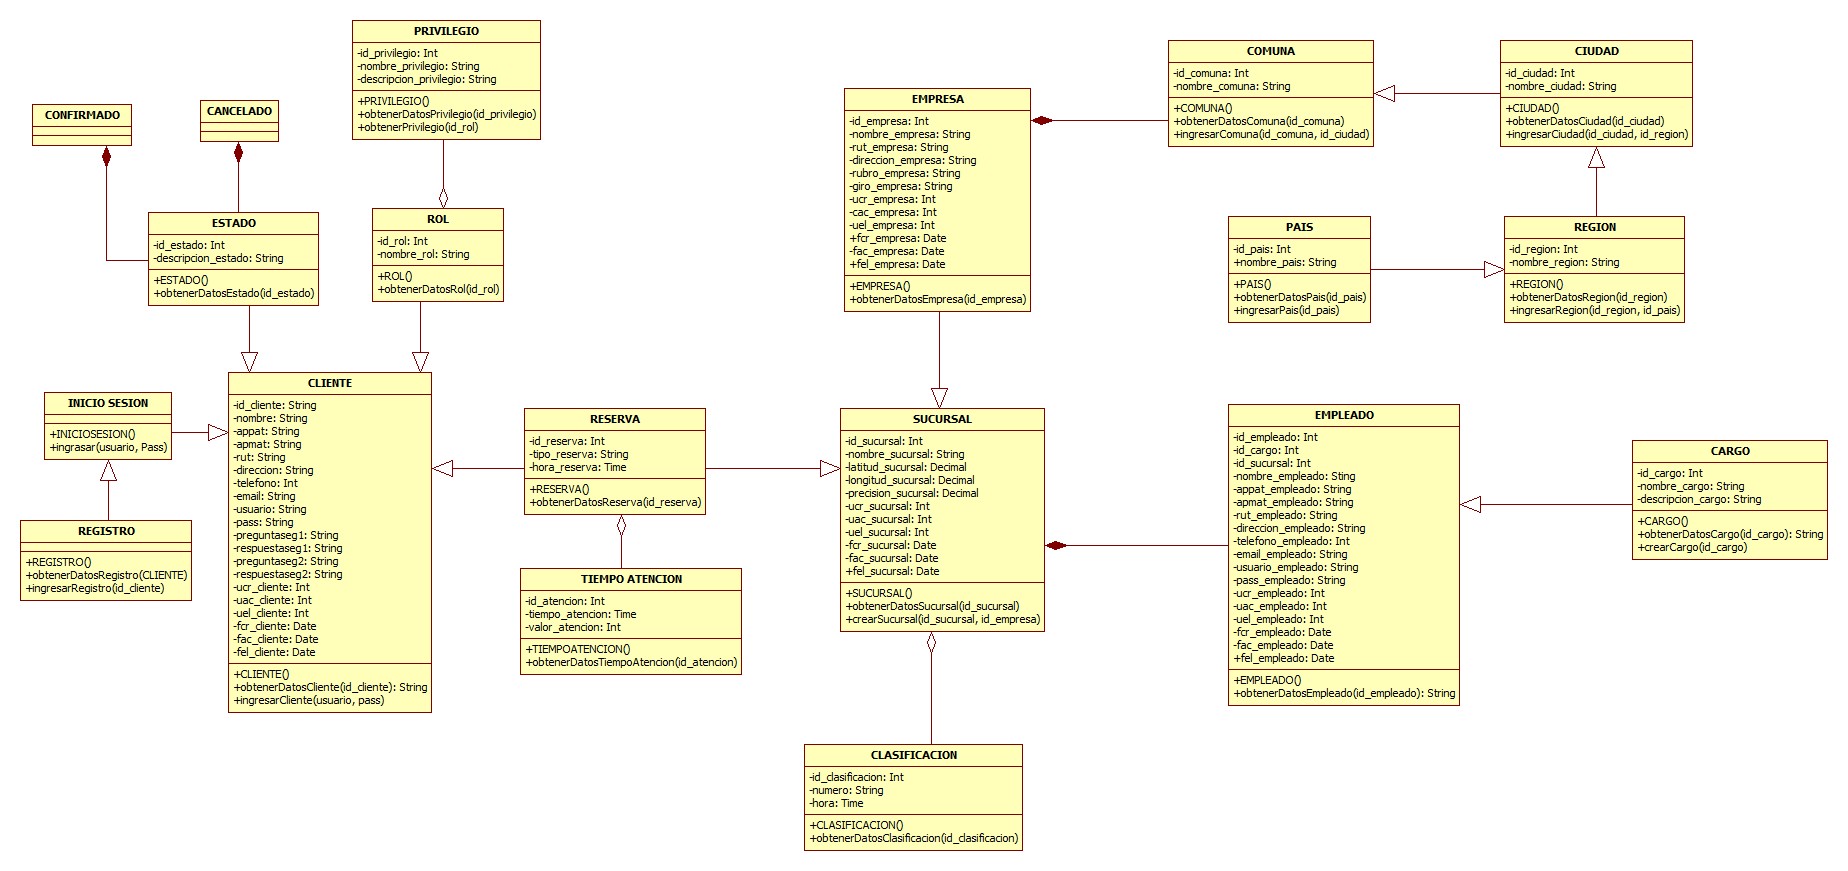 PRIVILEGIO
-id_privilegio: Int
-nombre_privilegio: String
-descripcion_privilegio: String
+PRIVILEGIO()
+obtenerDatosPrivilegio(id_privilegio)
+obtenerPrivilegio(id_rol)
COMUNA
-id_comuna: Int
-nombre_comuna: String
+COMUNA()
+obtenerDatosComuna(id_comuna)
+ingresarComuna(id_comuna, id_ciudad)
CIUDAD
-id_ciudad: Int
-nombre_ciudad: String
+CIUDAD()
+obtenerDatosCiudad(id_ciudad)
+ingresarCiudad(id_ciudad, id_region)
CONFIRMADO
CANCELADO
EMPRESA
-id_empresa: Int
-nombre_empresa: String
-rut_empresa: String
-direccion_empresa: String
-rubro_empresa: String
-giro_empresa: String
-ucr_empresa: Int
-cac_empresa: Int
-uel_empresa: Int
+fcr_empresa: Date
-fac_empresa: Date
+fel_empresa: Date
+EMPRESA()
+obtenerDatosEmpresa(id_empresa)
ESTADO
-id_estado: Int
-descripcion_estado: String
+ESTADO()
+obtenerDatosEstado(id_estado)
ROL
-id_rol: Int
-nombre_rol: String
+ROL()
+obtenerDatosRol(id_rol)
PAIS
-id_pais: Int
+nombre_pais: String
+PAIS()
+obtenerDatosPais(id_pais)
+ingresarPais(id_pais)
REGION
-id_region: Int
-nombre_region: String
+REGION()
+obtenerDatosRegion(id_region)
+ingresarRegion(id_region, id_pais)
INICIO SESION
+INICIOSESION()
+ingrasar(usuario, Pass)
REGISTRO
+REGISTRO()
+obtenerDatosRegistro(CLIENTE)
+ingresarRegistro(id_cliente)
CLIENTE
-id_cliente: String
-nombre: String
-appat: String
-apmat: String
-rut: String
-direccion: String
-telefono: Int
-email: String
-usuario: String
-pass: String
-preguntaseg1: String
-respuestaseg1: String
-preguntaseg2: String
-respuestaseg2: String
-ucr_cliente: Int
-uac_cliente: Int
-uel_cliente: Int
-fcr_cliente: Date
-fac_cliente: Date
-fel_cliente: Date
+CLIENTE()
+obtenerDatosCliente(id_cliente): String
+ingresarCliente(usuario, pass)
RESERVA
-id_reserva: Int
-tipo_reserva: String
-hora_reserva: Time
+RESERVA()
+obtenerDatosReserva(id_reserva)
TIEMPO ATENCION
-id_atencion: Int
-tiempo_atencion: Time
-valor_atencion: Int
+TIEMPOATENCION()
+obtenerDatosTiempoAtencion(id_atencion)
SUCURSAL
-id_sucursal: Int
-nombre_sucursal: String
-latitud_sucursal: Decimal
-longitud_sucursal: Decimal
-precision_sucursal: Decimal
-ucr_sucursal: Int
-uac_sucursal: Int
-uel_sucursal: Int
-fcr_sucursal: Date
-fac_sucursal: Date
+fel_sucursal: Date
+SUCURSAL()
+obtenerDatosSucursal(id_sucursal)
+crearSucursal(id_sucursal, id_empresa)
CLASIFICACION
-id_clasificacion: Int
-numero: String
-hora: Time
+CLASIFICACION()
+obtenerDatosClasificacion(id_clasificacion)
EMPLEADO
-id_empleado: Int
-id_cargo: Int
-id_sucursal: Int
-nombre_empleado: Stning
-appat_empleado: String
-apmat_empleado: String
-rut_empleado: String
-direccion_empleado: String
-telefono_empleado: Int
-email_empleado: String
-usuario_empleado: String
-pass_empleado: String
-ucr_empleado: Int
-uac_empleado: Int
-uel_empleado: Int
-fcr_empleado: Date
-fac_empleado: Date
+fel_empleado: Date
+EMPLEADO()
+obtenerDatosEmpleado(id_empleado): String
CARGO
-id_cargo: Int
-nombre_cargo: String
-descripcion_cargo: String
+CARGO()
+obtenerDatosCargo(id_cargo): String
+crearCargo(id_cargo)